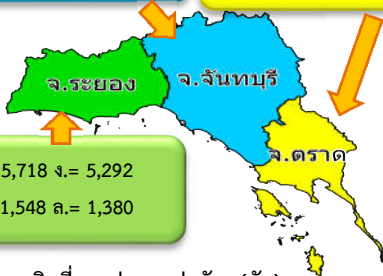 จ.ระยอง
จ.จันทบุรี
จ.ตราด
5,718 ง.= 5,292
1,548 ล.= 1,380